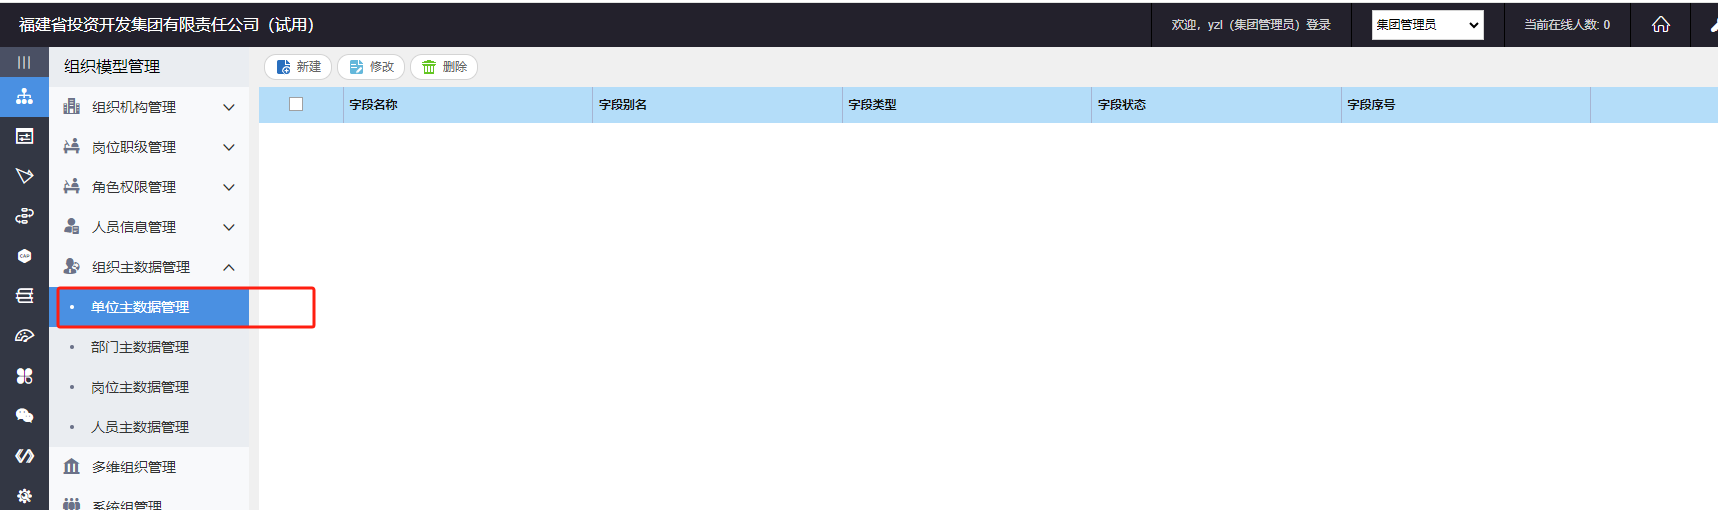 福建省投资开发集团有限责任公司（试用）
欢迎，yzl（集团管理员）登录
集团管理员
当前在线人数: 0
组织模型管理
新建
修改
删除
组织机构管理
字段名称
字段别名
字段类型
字段状态
字段序号
岗位职级管理
角色权限管理
人员信息管理
CAP
组织主数据管理
单位主数据管理
部门主数据管理
岗位主数据管理
人员主数据管理
多维组织管理
系统组管理